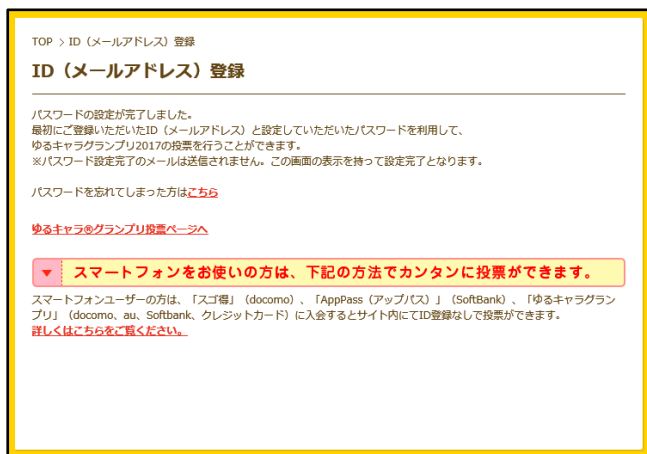 TOP > ID（メールアドレス）登録
ID（メールアドレス）登録
パスワードの設定が完了しました。
最初にご登録いただいたID（メールアドレス）と設定していただいたパスワードを利用して、
ゆるキャラグランプリ2017の投票を行うことができます。
※パスワード設定完了のメールは送信されません。この画面の表示を持って設定完了となります。
パスワードを忘れてしまった方はこちら
ゆるキャラ®グランプリ投票ページへ
スマートフォンをお使いの方は、下記の方法でカンタンに投票ができます。
スマートフォンユーザーの方は、「スゴ得」（docomo）、「AppPass（アップパス）」（SoftBank）、「ゆるキャラグラン
プリ」（docomo、au、Softbank、クレジットカード）に入会するとサイト内にてID登録なしで投票ができます。
詳しくはこちらをご覧ください。